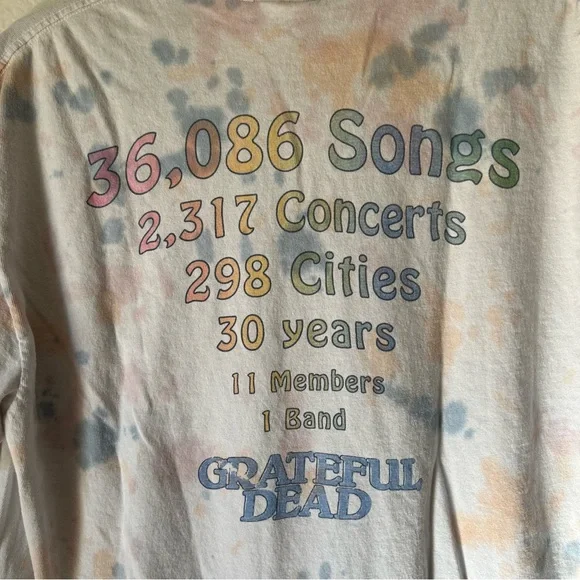 36,086 Songs
2,317 Concerts
298 Cities
30 years
11 Members
1 Band
GRATEFUL
DEAD